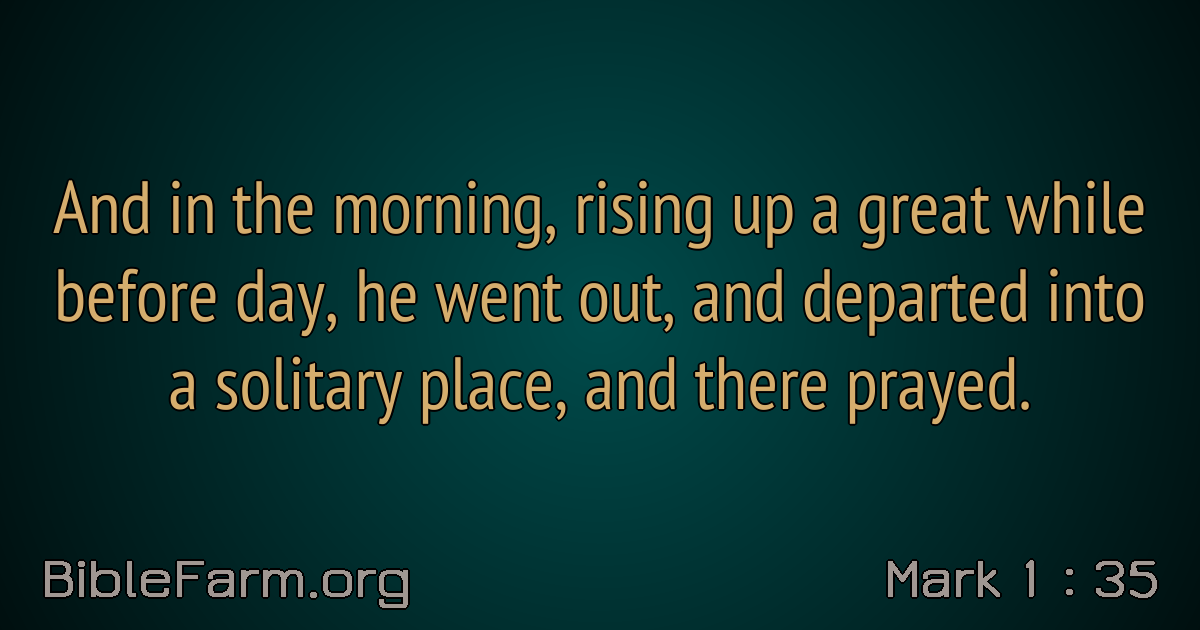 And in the morning, rising up a great while
before day, he went out, and departed into
a solitary place, and there prayed.
BibleFarm.org
Mark 1 : 35